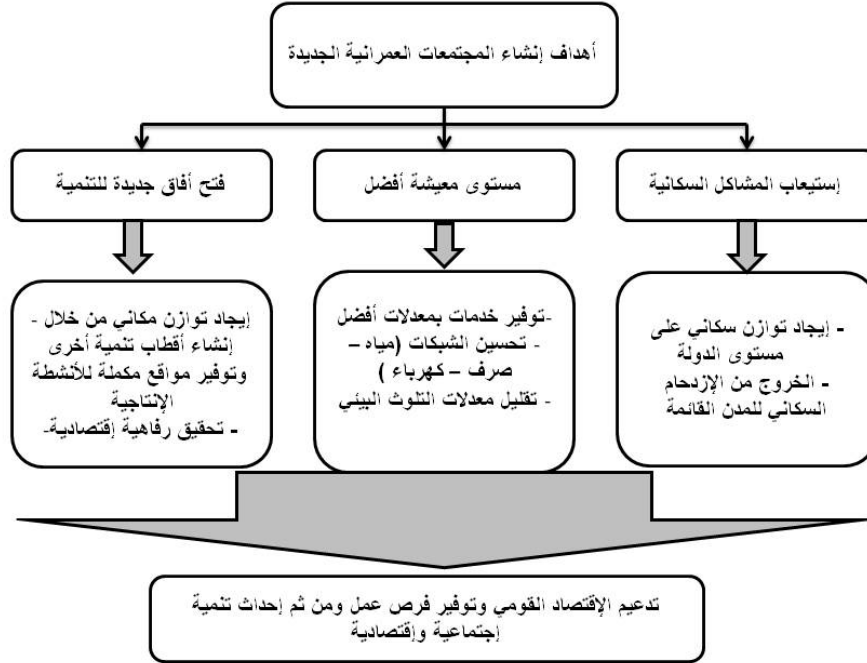 أهداف إنشاء المجتمعات العمرانية الجديدة
إستيعاب المشاكل السكانية
مستوى معيشة أفضل
فتح أفاق جديدة للتنمية
- إيجاد توازن سكاني على
مستوى الدولة
- الخروج من الإزدحام
السكاني للمدن القائمة
-توفير خدمات بمعدلات أفضل
- تحسين الشبكات (مياه –
صرف – كهرباء )
- تقليل معدلات التلوث البيئي
إيجاد توازن مكاني من خلال -
إنشاء أقطاب تنمية أخرى
وتوفير مواقع مكملة للأنشطة
الإنتاجية
- تحقيق رفاهية إقتصادية-
تدعيم الإقتصاد القومي وتوفير فرص عمل ومن ثم إحداث تنمية
إجتماعية وإقتصادية